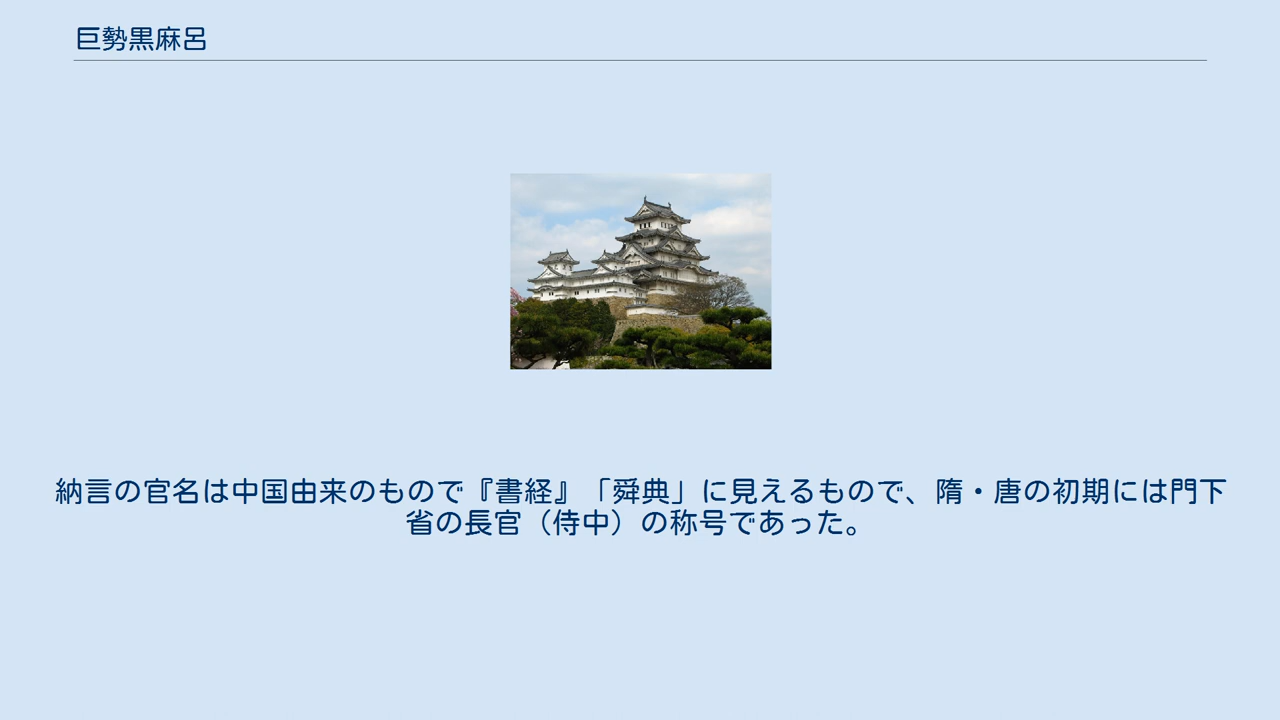 巨勢黒麻呂
納言の官名は中国由来のもので『書経』「舜典」に見えるもので、隋・唐の初期には門下
省の長官（侍中）の称号であった。